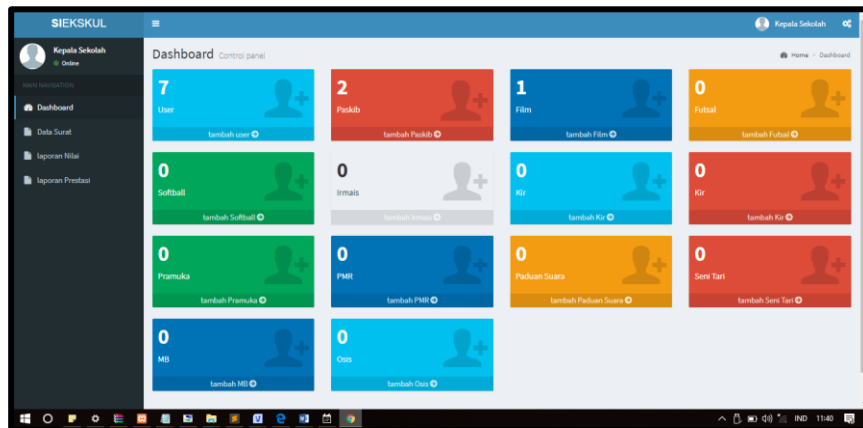 SIEKSKUL
Kepala Sekolah
Kepala Sekolah
Online
MAIN NAVIGATION
Dashboard
Data Surat
laporan Nilai
laporan Prestasi
Dashboard Control panel
Home > Dashboard
7
User
tambah user
2
Paskib
tambah Paskib
1
Film
tambah Film
0
Futsal
tambah Futsal
0
Softball
tambah Softball
0
Irmais
tambah Irmais
0
Kir
tambah Kir
0
Kir
tambah Kir
0
Pramuka
tambah Pramuka
0
PMR
tambah PMR
0
Paduan Suara
tambah Paduan Suara
0
Seni Tari
tambah Seni Tari
0
MB
tambah MB
0
Osis
tambah Osis
IND 11:40